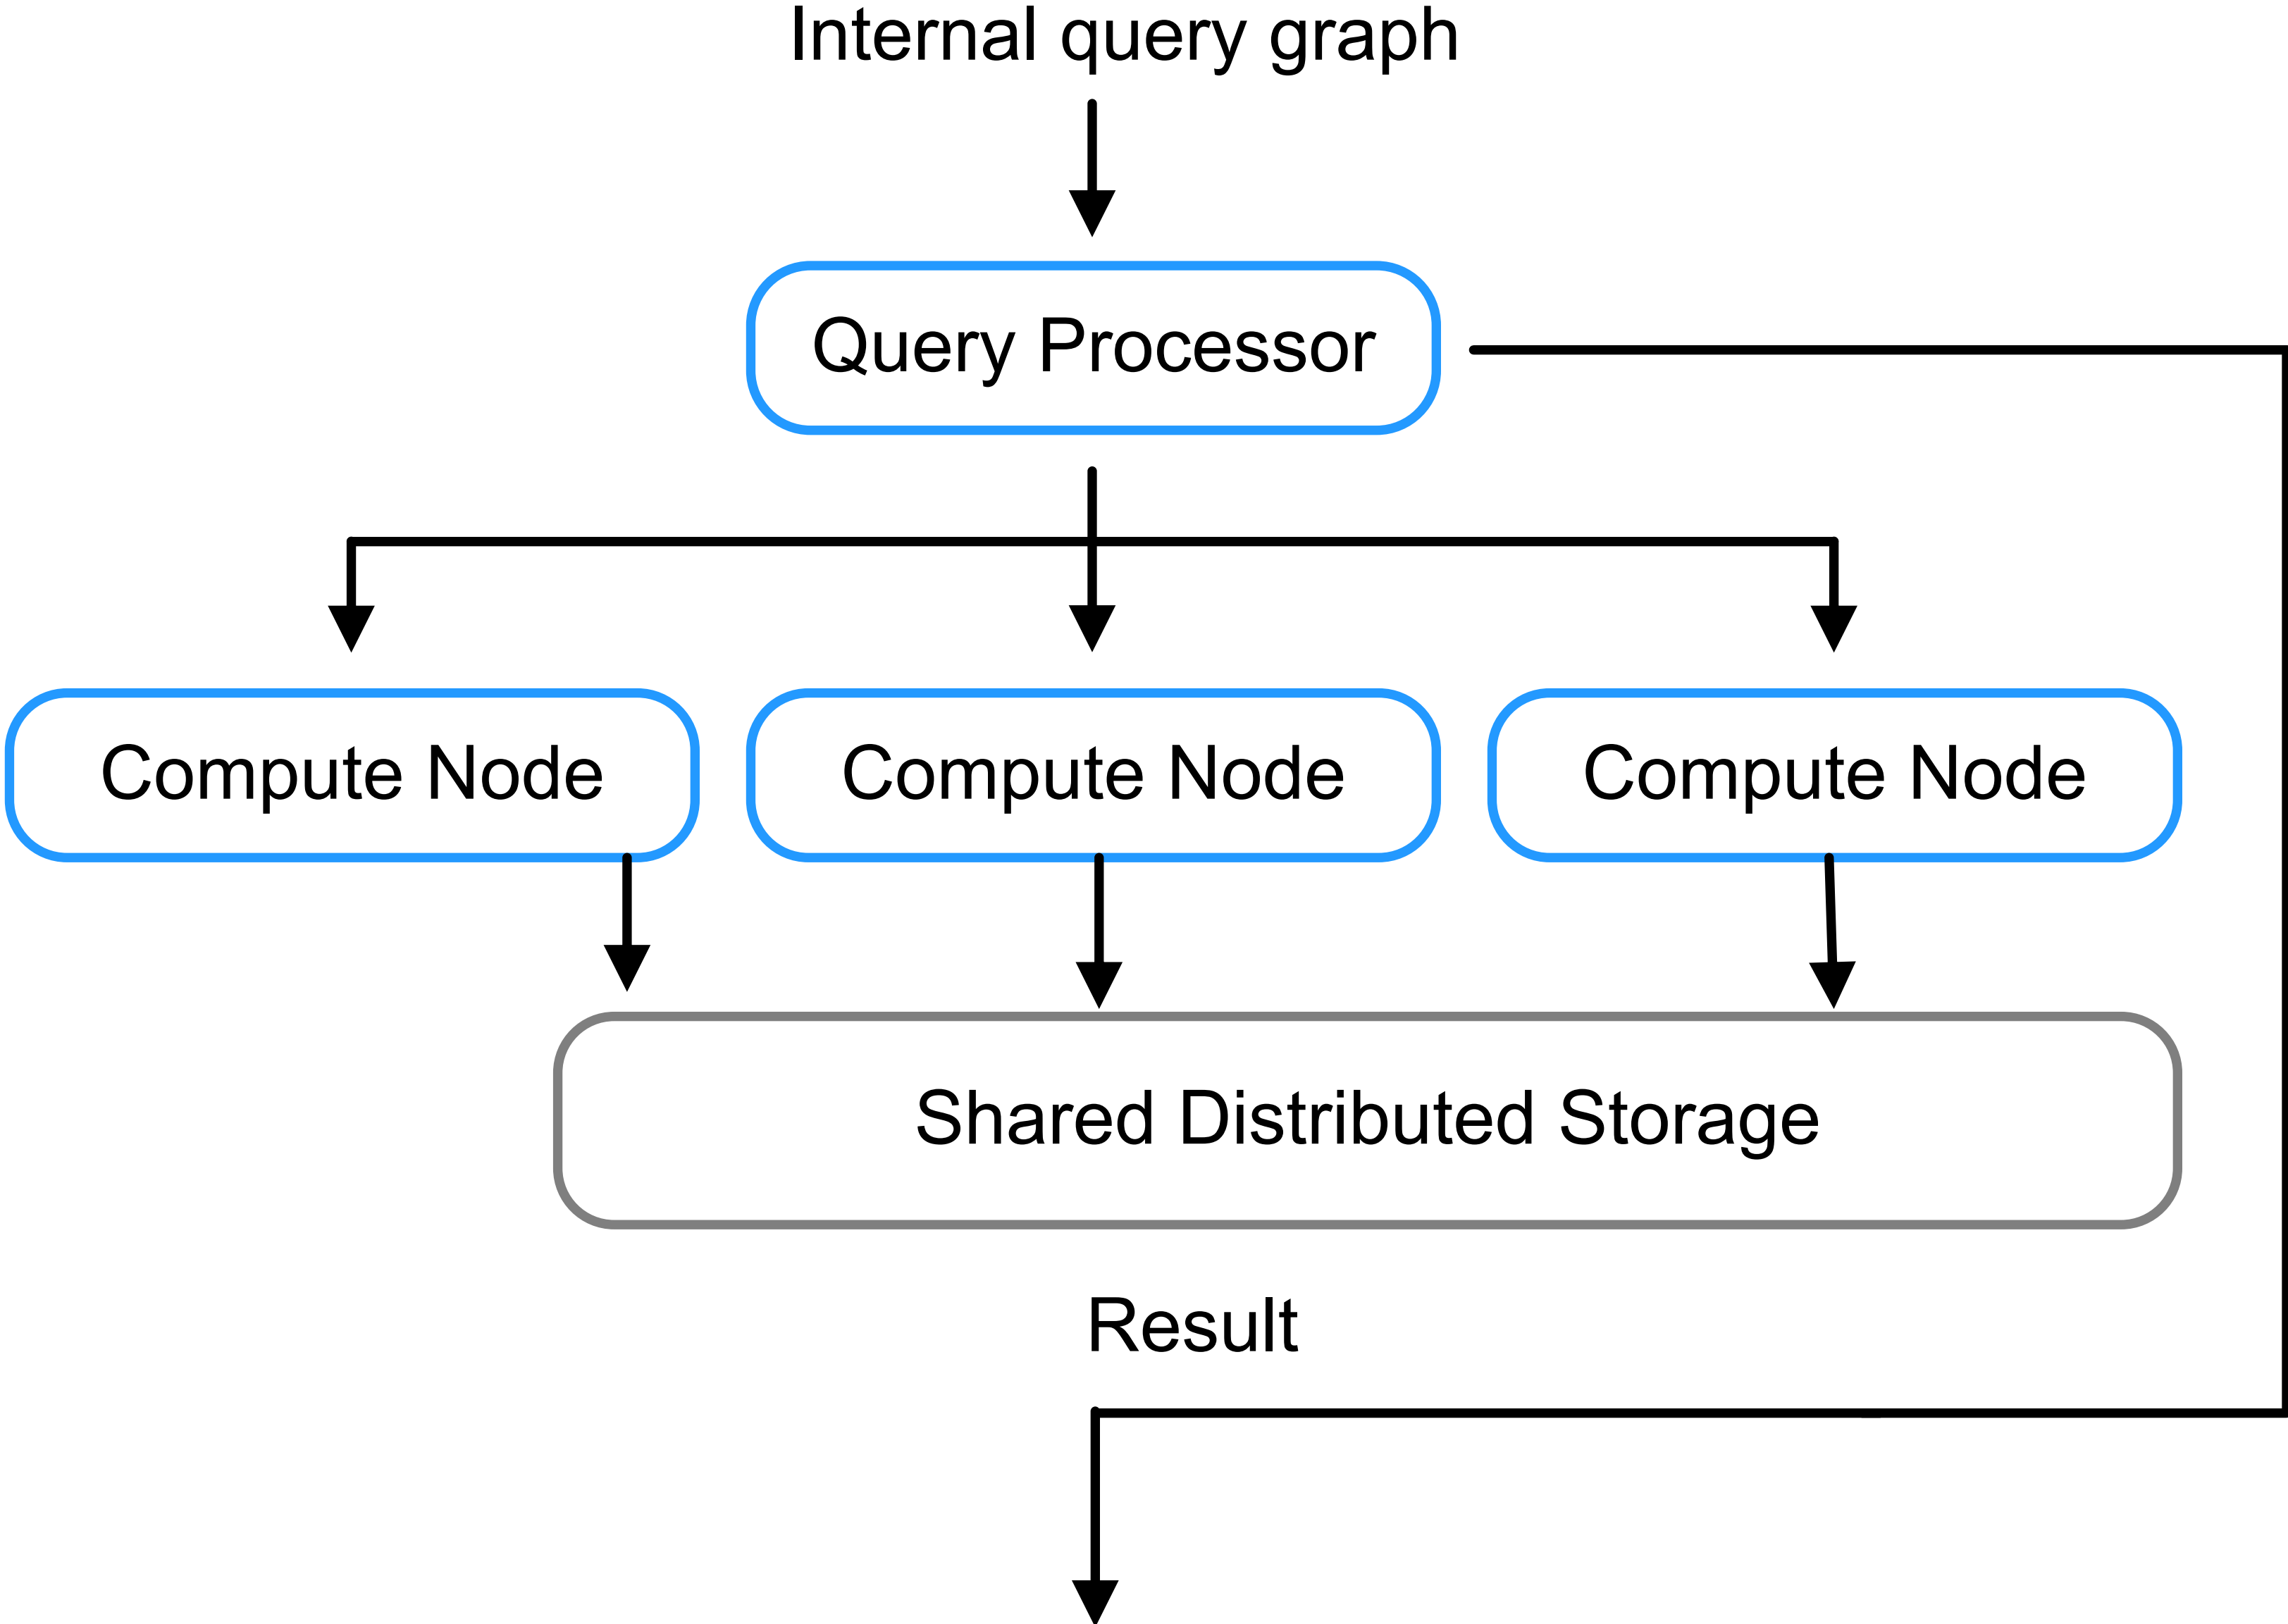 Internal query graph
Query Processor
Compute Node
Compute Node
Compute Node
Shared Distributed Storage
Result